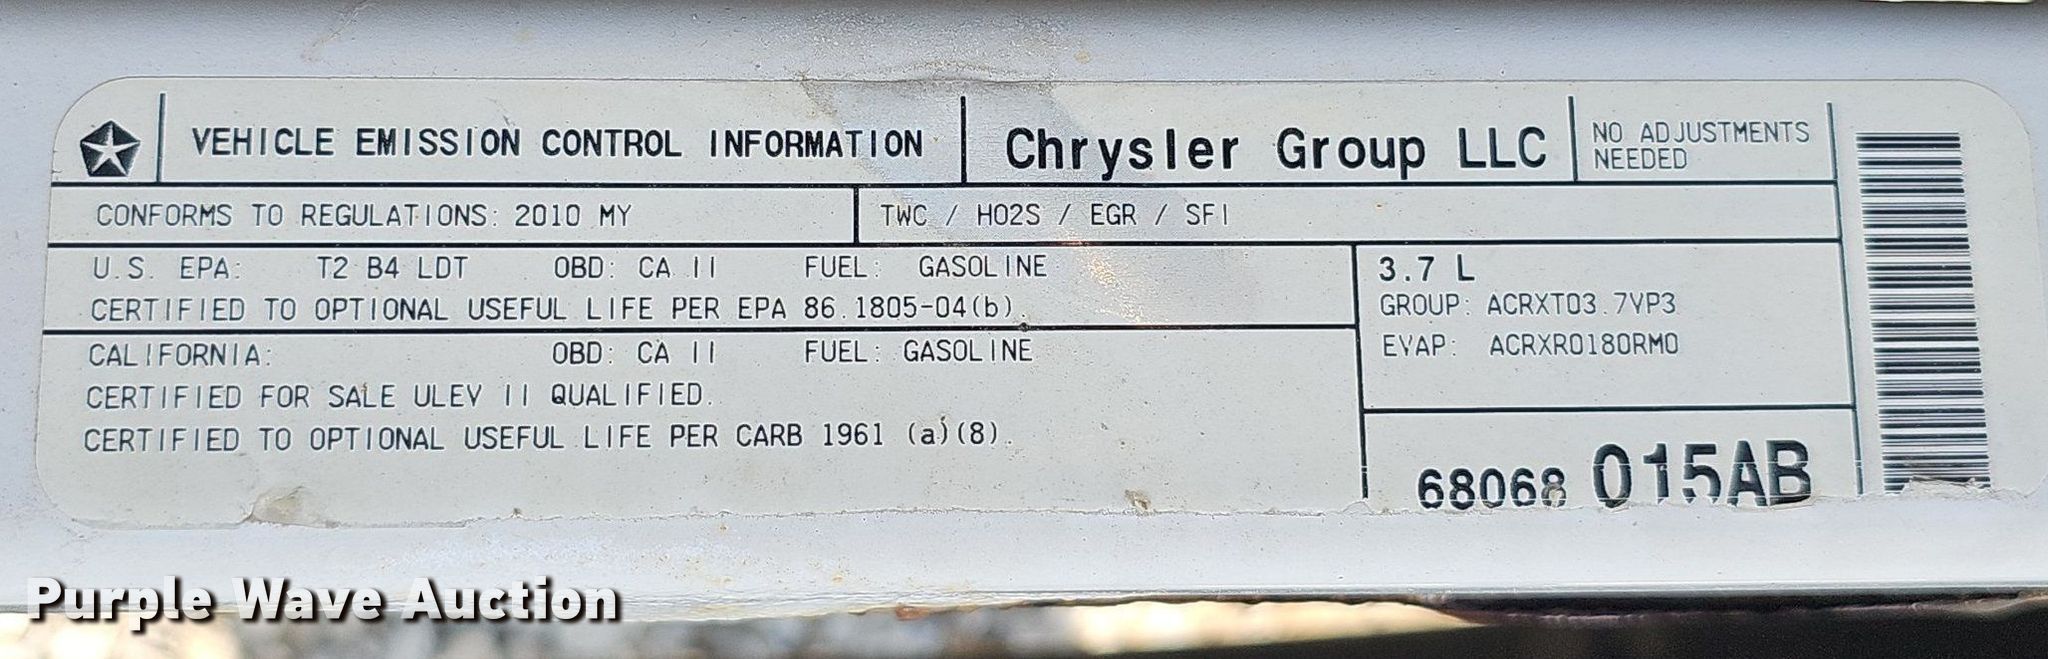 VEHICLE EMISSION CONTROL INFORMATION
Chrysler Group LLC
NO ADJUSTMENTS
NEEDED
CONFORMS TO REGULATIONS: 2010 MY
TWC / HO2S / EGR / SFI
U.S. EPA: T2 B4 LDT OBD: CA II FUEL: GASOLINE
CERTIFIED TO OPTIONAL USEFUL LIFE PER EPA 86.1805-04(b).
CALIFORNIA: OBD: CA II FUEL: GASOLINE
CERTIFIED FOR SALE ULEV II QUALIFIED.
CERTIFIED TO OPTIONAL USEFUL LIFE PER CARB 1961 (a)(8).
3.7 L
GROUP: ACRXT03.7VP3
EVAP: ACRXR0180RM0
68068 015AB
Purple Wave Auction